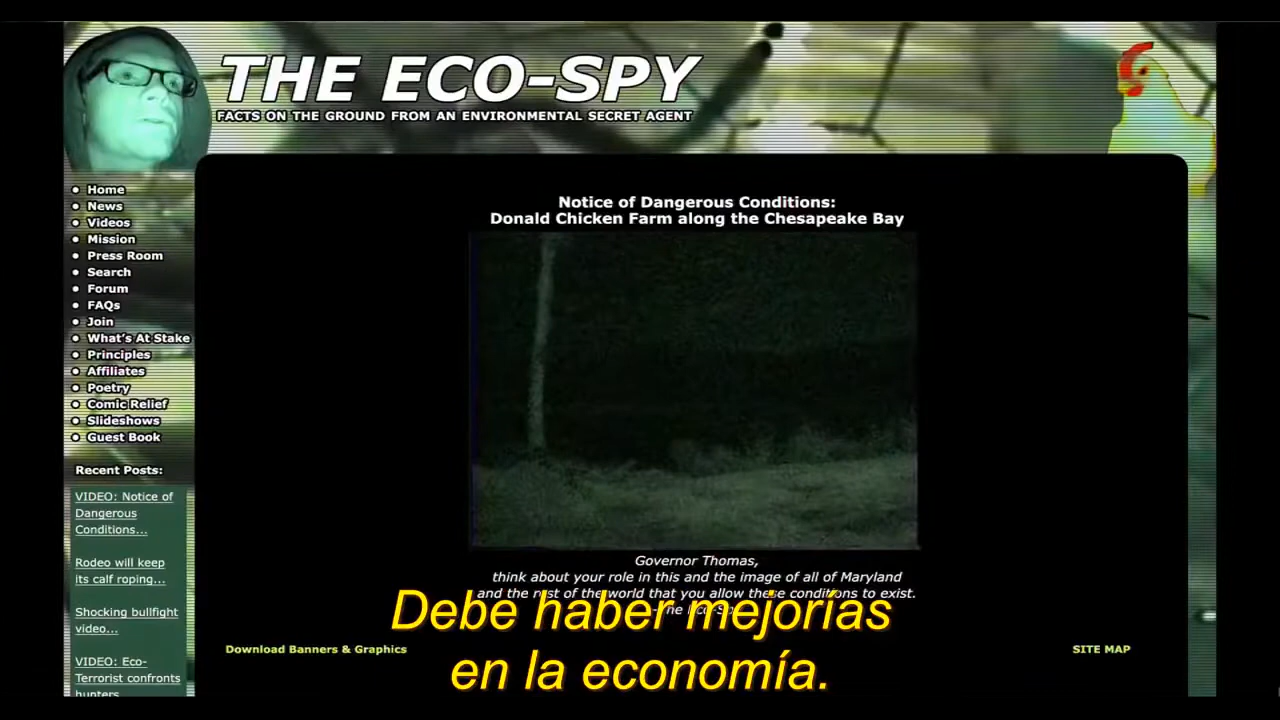 THE ECO-SPY
FACTS ON THE GROUND FROM AN ENVIRONMENTAL SECRET AGENT
Home
News
Videos
Mission
Press Room
Search
Forum
FAQs
Join
What's At Stake
Principles
Affiliates
Poetry
Comic Relief
Slideshows
Guest Book
Recent Posts:
VIDEO: Notice of
Dangerous
Conditions...
Rodeo will keep
its calf roping...
Shocking bullfight
video...
VIDEO: Eco-
Terrorist confronts
hunters
Notice of Dangerous Conditions:
Donald Chicken Farm along the Chesapeake Bay
Governor Thomas,
think about your role in this and the image of all of Maryland
and the rest of the world that you allow these conditions to exist.
Debe haber mejorías
en la economía.
Download Banners & Graphics
SITE MAP